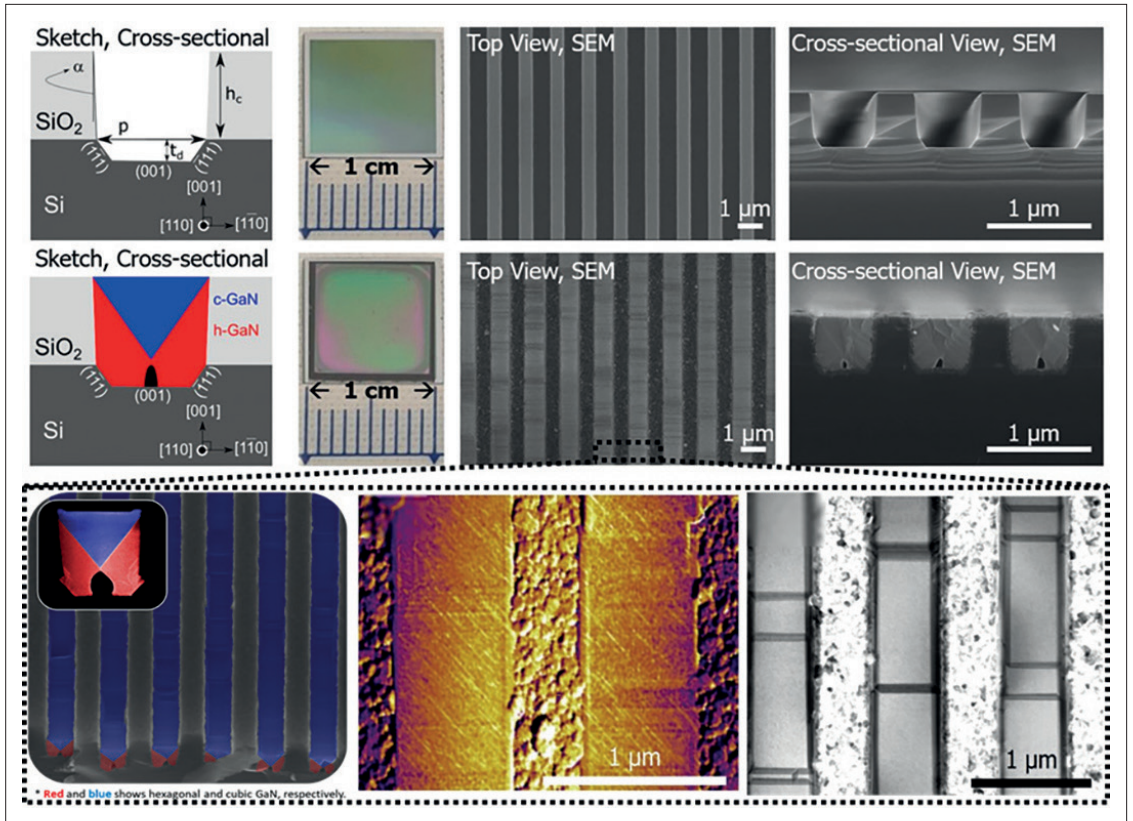 Sketch, Cross-sectional
α
h_c
SiO₂
p
t_d
(111)
(001)
(111)
[001]
Si
[110]
[11̄0]
← 1 cm →
Top View, SEM
1 µm
Cross-sectional View, SEM
1 µm
Sketch, Cross-sectional
c-GaN
h-GaN
SiO₂
(111)
(001)
(111)
[001]
Si
[110]
[11̄0]
← 1 cm →
Top View, SEM
1 µm
Cross-sectional View, SEM
1 µm
* Red and blue shows hexagonal and cubic GaN, respectively.
1 µm
1 µm